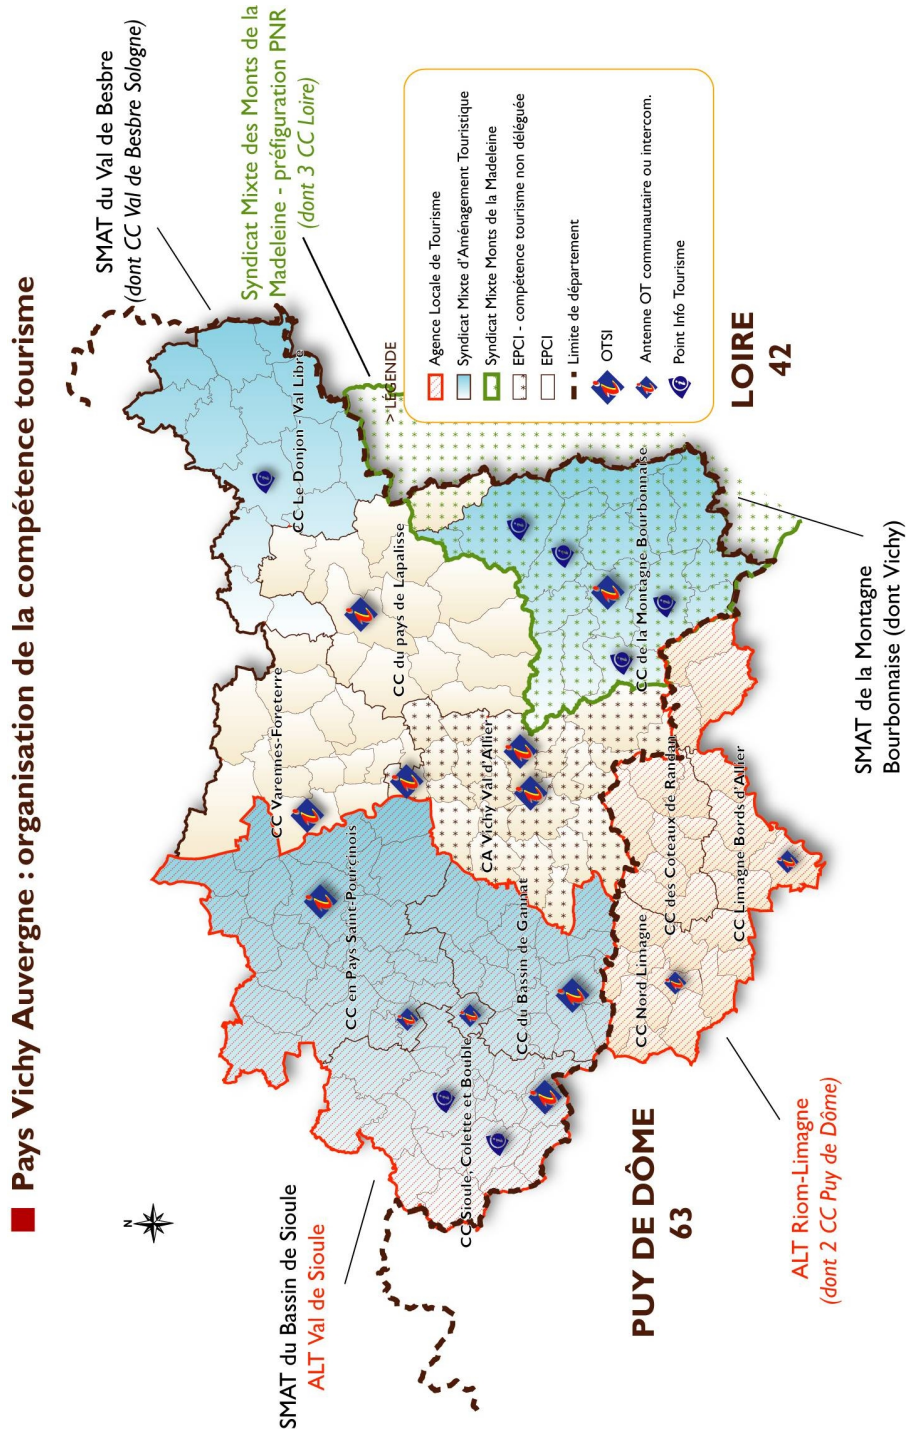 Pays Vichy Auvergne : organisation de la compétence tourisme
N
SMAT du Val de Besbre
(dont CC Val de Besbre Sologne)
Syndicat Mixte des Monts de la
Madeleine - préfiguration PNR
(dont 3 CC Loire)
SMAT du Bassin de Sioule
ALT Val de Sioule
CC Le Donjon - Val Libre
CC Varennes-Foreterre
CC en Pays Saint-Pourcinois
CC du pays de Lapalisse
CC Sioule, Colette et Bouble
CC du Bassin de Gannat
CA Vichy Val d'Allier
CC de la Montagne Bourbonnaise
CC Nord Limagne
CC des Coteaux de Randan
CC Limagne Bords d'Allier
> LÉGENDE
Agence Locale de Tourisme
Syndicat Mixte d'Aménagement Touristique
Syndicat Mixte Monts de la Madeleine
EPCI - compétence tourisme non déléguée
EPCI
Limite de département
OTSI
Antenne OT communautaire ou intercom.
Point Info Tourisme
PUY DE DÔME
63
LOIRE
42
ALT Riom-Limagne
(dont 2 CC Puy de Dôme)
SMAT de la Montagne
Bourbonnaise (dont Vichy)